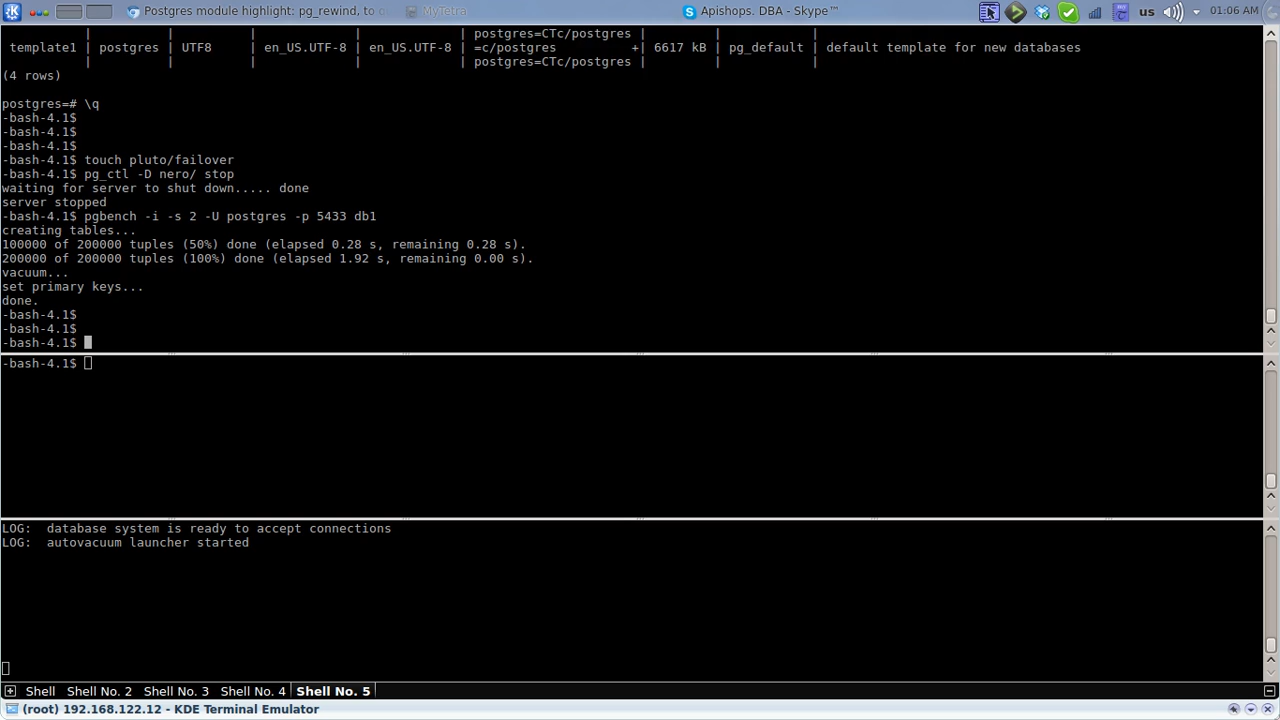 Postgres module highlight: pg_rewind, to c
MyTetra
Apishops. DBA - Skype™
us
01:06 AM
| | | | | postgres=CTc/postgres | | |
template1 | postgres | UTF8 | en_US.UTF-8 | en_US.UTF-8 | =c/postgres +| 6617 kB | pg_default | default template for new databases
| | | | | postgres=CTc/postgres | | |
(4 rows)
postgres=# \q
-bash-4.1$
-bash-4.1$
-bash-4.1$
-bash-4.1$ touch pluto/failover
-bash-4.1$ pg_ctl -D nero/ stop
waiting for server to shut down..... done
server stopped
-bash-4.1$ pgbench -i -s 2 -U postgres -p 5433 db1
creating tables...
100000 of 200000 tuples (50%) done (elapsed 0.28 s, remaining 0.28 s).
200000 of 200000 tuples (100%) done (elapsed 1.92 s, remaining 0.00 s).
vacuum...
set primary keys...
done.
-bash-4.1$
-bash-4.1$
-bash-4.1$
-bash-4.1$
LOG:  database system is ready to accept connections
LOG:  autovacuum launcher started
Shell Shell No. 2 Shell No. 3 Shell No. 4 Shell No. 5
(root) 192.168.122.12 - KDE Terminal Emulator